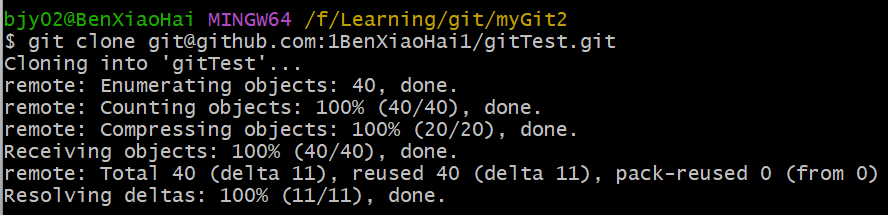 bjy02@BenXiaoHai MINGW64 /f/Learning/git/myGit2
$ git clone git@github.com:1BenXiaoHai1/gitTest.git
Cloning into 'gitTest'...
remote: Enumerating objects: 40, done.
remote: Counting objects: 100% (40/40), done.
remote: Compressing objects: 100% (20/20), done.
Receiving objects: 100% (40/40), done.
remote: Total 40 (delta 11), reused 40 (delta 11), pack-reused 0 (from 0)
Resolving deltas: 100% (11/11), done.